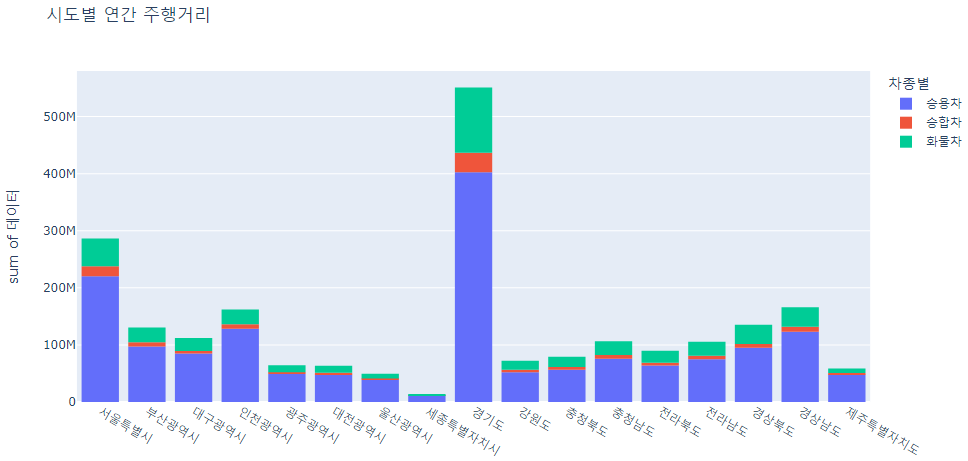 시도별 연간 주행거리
차종별
승용차
승합차
화물차
sum of 데이터
500M
400M
300M
200M
100M
0
서울특별시
부산광역시
대구광역시
인천광역시
광주광역시
대전광역시
울산광역시
세종특별자치시
경기도
강원도
충청북도
충청남도
전라북도
전라남도
경상북도
경상남도
제주특별자치도